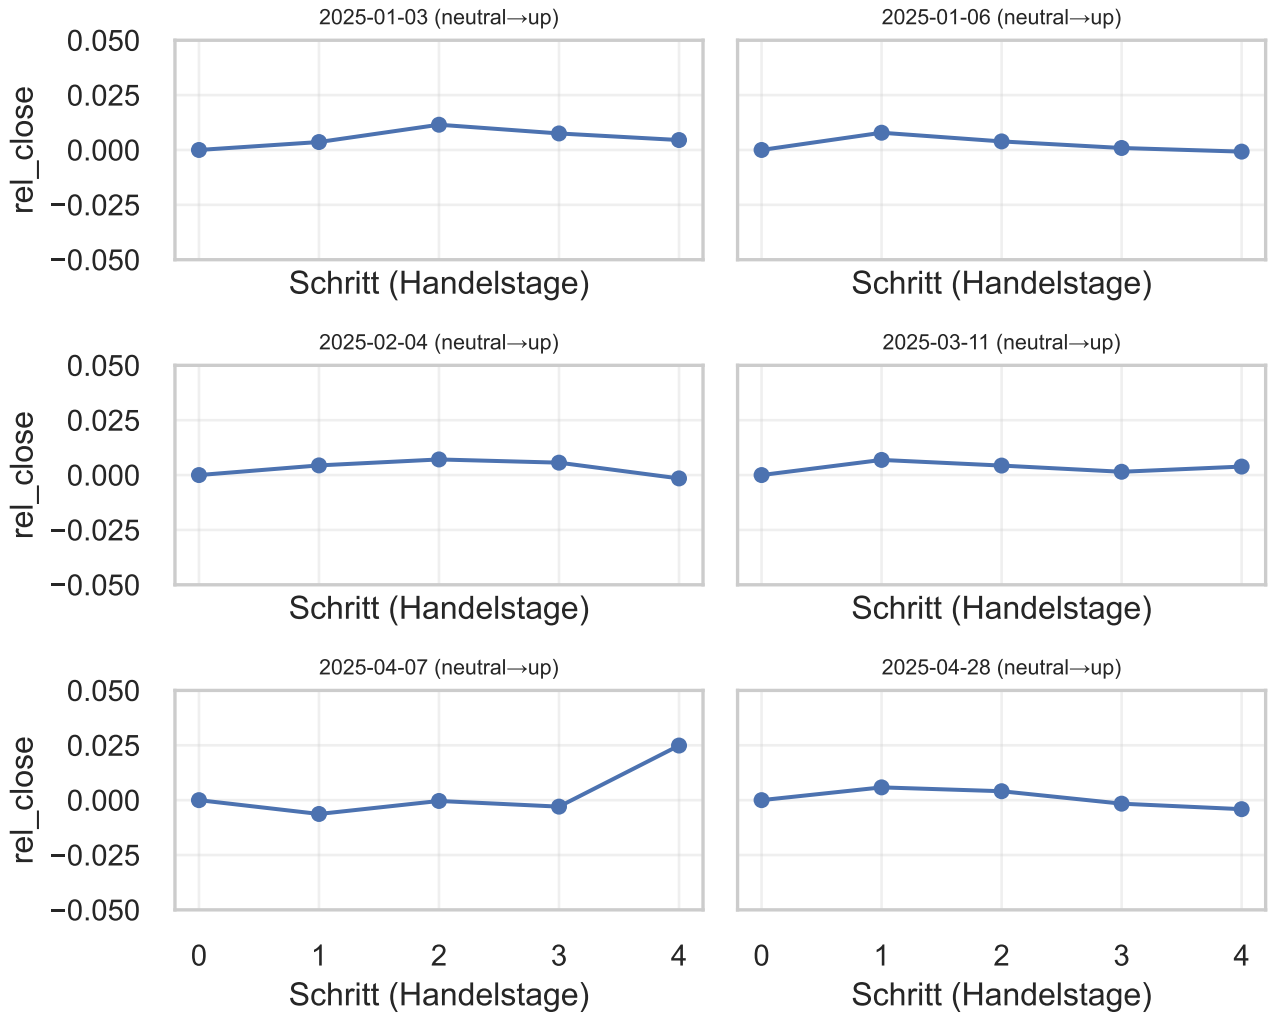 2025-01-03 (neutral→up)
2025-01-06 (neutral→up)
0.050
0.025
0.000
−0.025
−0.050
rel_close
Schritt (Handelstage)
Schritt (Handelstage)
2025-02-04 (neutral→up)
2025-03-11 (neutral→up)
0.050
0.025
0.000
−0.025
−0.050
rel_close
Schritt (Handelstage)
Schritt (Handelstage)
2025-04-07 (neutral→up)
2025-04-28 (neutral→up)
0.050
0.025
0.000
−0.025
−0.050
rel_close
0 1 2 3 4
0 1 2 3 4
Schritt (Handelstage)
Schritt (Handelstage)